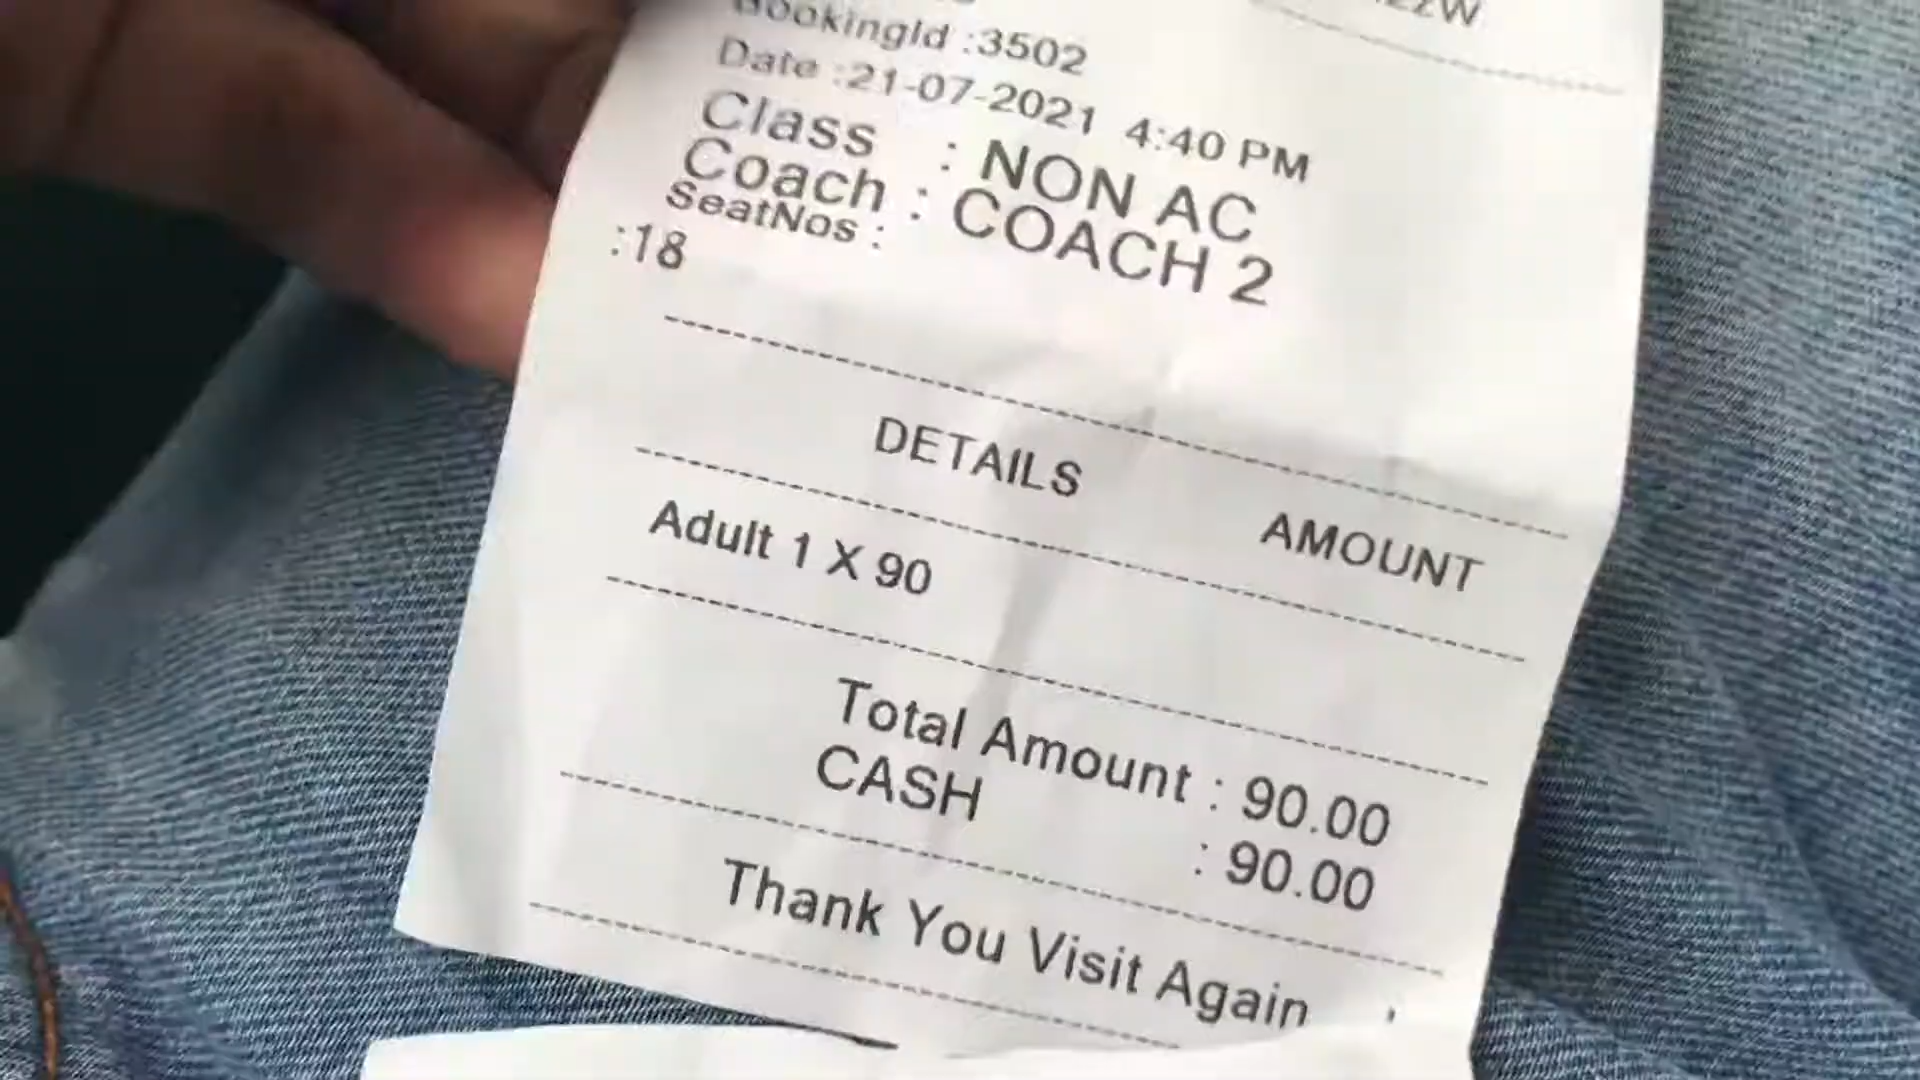 BookingId :3502
Date :21-07-2021 4:40 PM
Class : NON AC
Coach : COACH 2
SeatNos :
:18
DETAILS AMOUNT
Adult 1 X 90
Total Amount : 90.00
CASH : 90.00
Thank You Visit Again